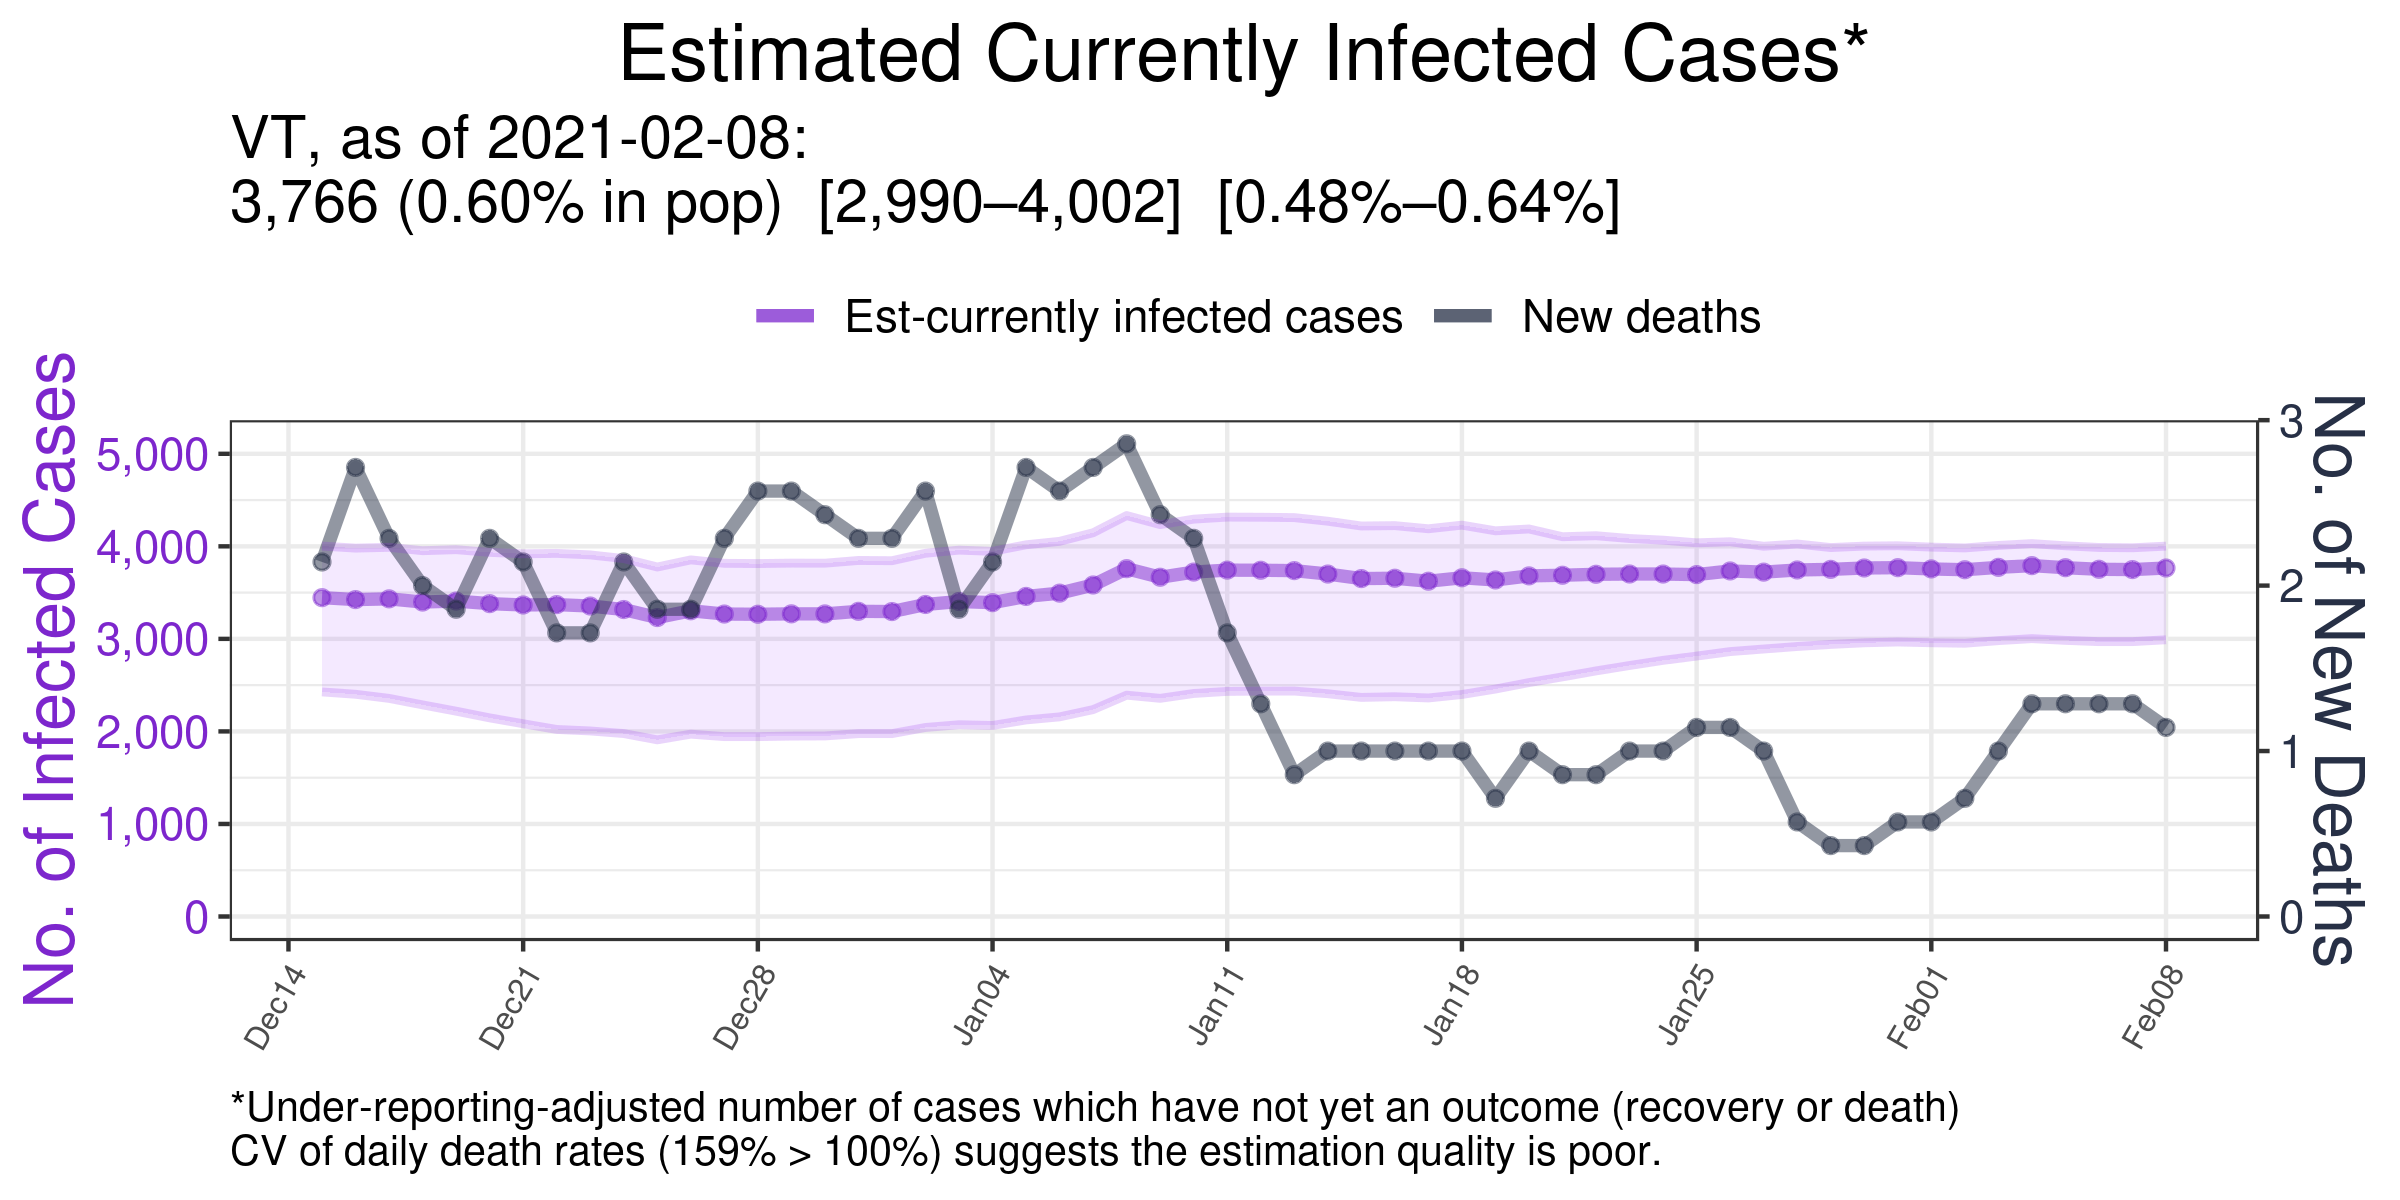 Estimated Currently Infected Cases*
VT, as of 2021-02-08:
3,766 (0.60% in pop)  [2,990–4,002]  [0.48%–0.64%]
Est-currently infected cases
New deaths
No. of Infected Cases
5,000
4,000
3,000
2,000
1,000
0
3
2
1
0
No. of New Deaths
Dec14
Dec21
Dec28
Jan04
Jan11
Jan18
Jan25
Feb01
Feb08
*Under-reporting-adjusted number of cases which have not yet an outcome (recovery or death)
CV of daily death rates (159% > 100%) suggests the estimation quality is poor.